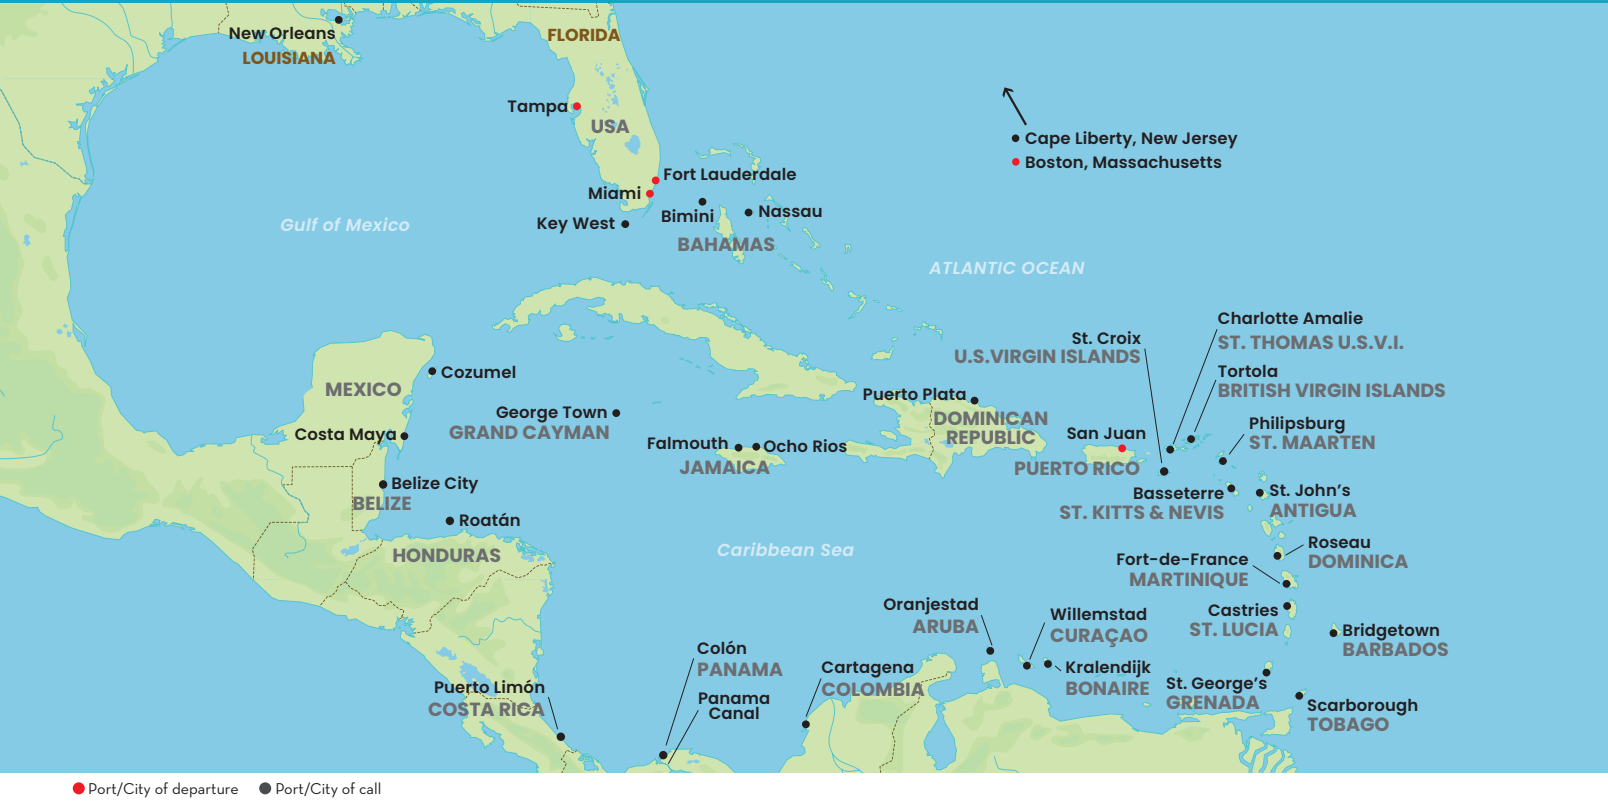 New Orleans
LOUISIANA
FLORIDA
Tampa
USA
Cape Liberty, New Jersey
Boston, Massachusetts
Fort Lauderdale
Miami
Key West
Bimini
Nassau
BAHAMAS
Gulf of Mexico
ATLANTIC OCEAN
Charlotte Amalie
ST. THOMAS U.S.V.I.
St. Croix
U.S.VIRGIN ISLANDS
Tortola
BRITISH VIRGIN ISLANDS
Cozumel
MEXICO
Costa Maya
George Town
GRAND CAYMAN
Puerto Plata
DOMINICAN
REPUBLIC
Falmouth
Ocho Rios
JAMAICA
San Juan
PUERTO RICO
Philipsburg
ST. MAARTEN
Belize City
BELIZE
Basseterre
ST. KITTS & NEVIS
St. John's
ANTIGUA
Roatán
HONDURAS
Caribbean Sea
Roseau
DOMINICA
Fort-de-France
MARTINIQUE
Oranjestad
ARUBA
Willemstad
CURAÇAO
Castries
ST. LUCIA
Bridgetown
BARBADOS
Colón
PANAMA
Cartagena
COLOMBIA
Kralendijk
BONAIRE
St. George's
GRENADA
Puerto Limón
COSTA RICA
Panama
Canal
Scarborough
TOBAGO
Port/City of departure
Port/City of call